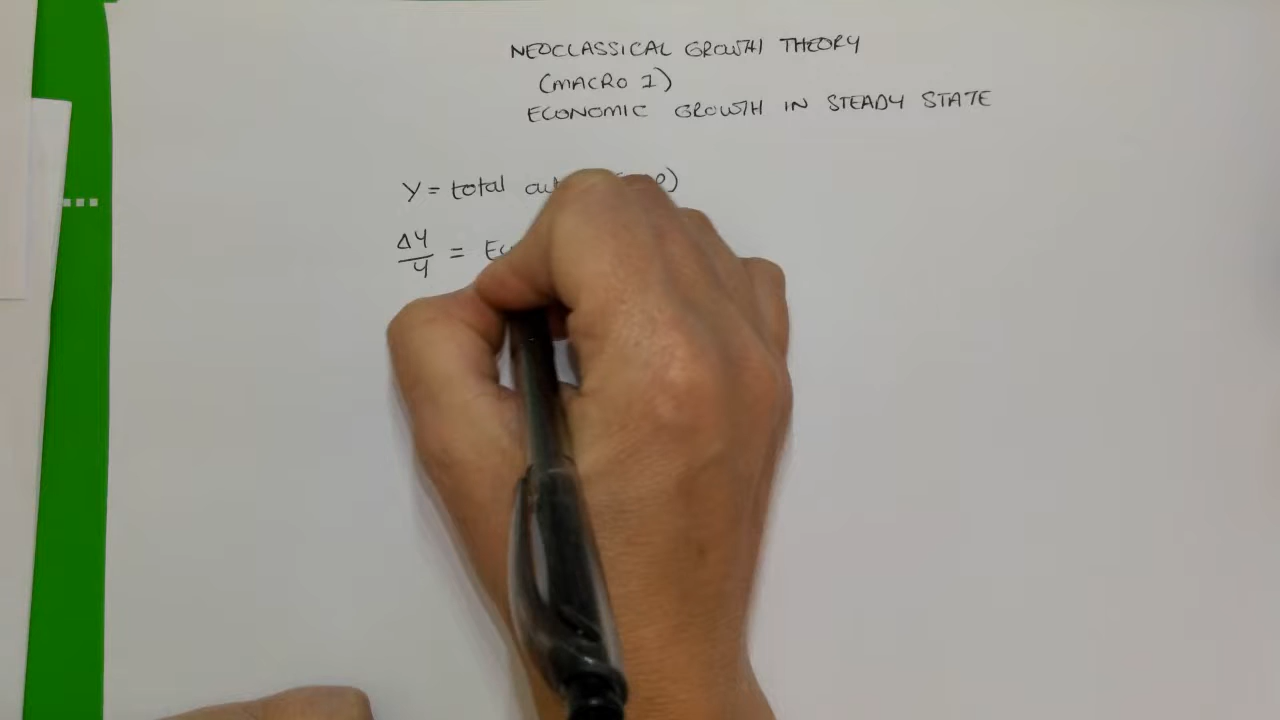 NEOCLASSICAL GROWTH THEORY
(MACRO 1)
ECONOMIC GROWTH IN STEADY STATE
Y = total
ΔY
Y
=